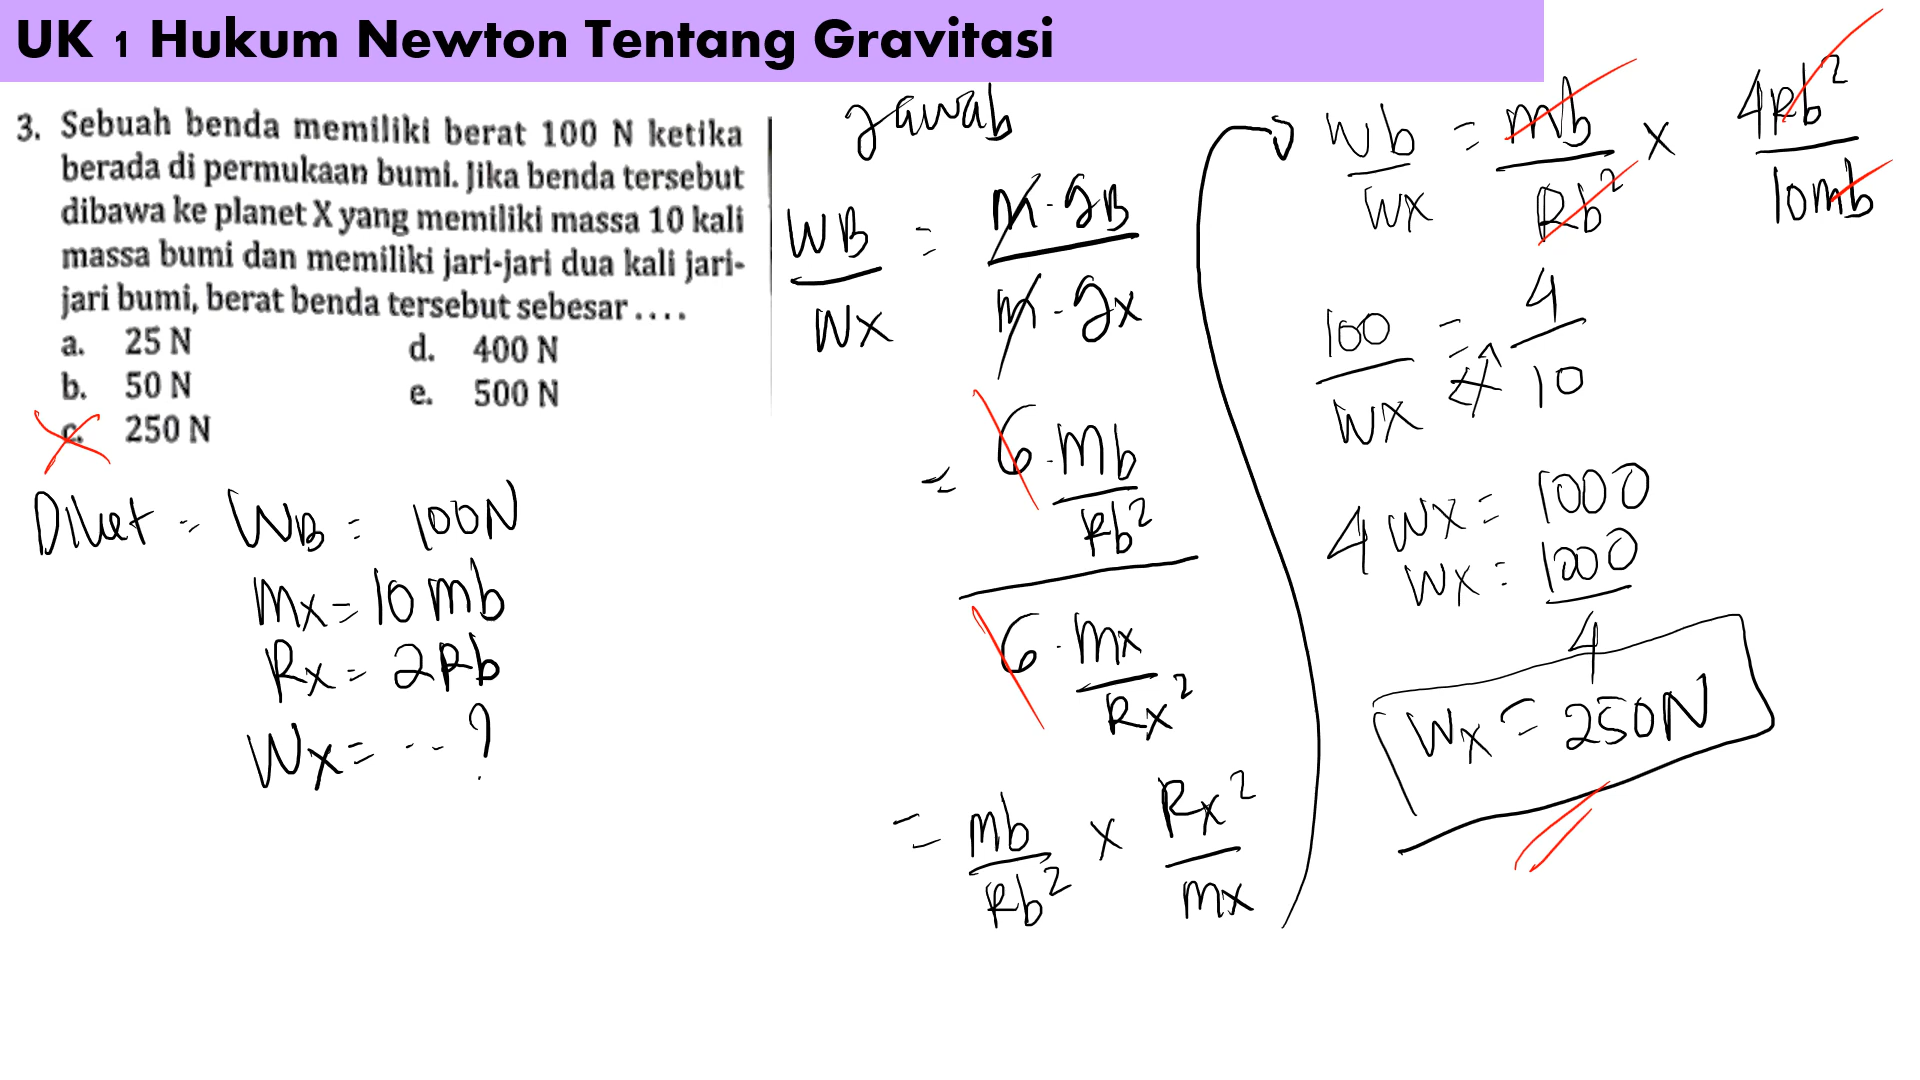 UK 1 Hukum Newton Tentang Gravitasi
3. Sebuah benda memiliki berat 100 N ketika
berada di permukaan bumi. Jika benda tersebut
dibawa ke planet X yang memiliki massa 10 kali
massa bumi dan memiliki jari-jari dua kali jari-
jari bumi, berat benda tersebut sebesar ....
a. 25 N
b. 50 N
c. 250 N
d. 400 N
e. 500 N
Diket = WB = 100N
Mx = 10 mb
Rx = 2Rb
Wx = ... ?
Jawab
WB = m . gB
Wx m . gx
= G . Mb
Rb²
G . Mx
Rx²
= Mb x Rx²
Rb² Mx
Wb = mb x 4Rb²
Wx Rb² 10mb
100 = 4
Wx 10
4 Wx = 1000
Wx = 1000
4
Wx = 250N